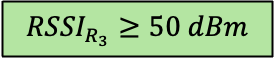 RSSI_{R_3} ≥ 50 dBm